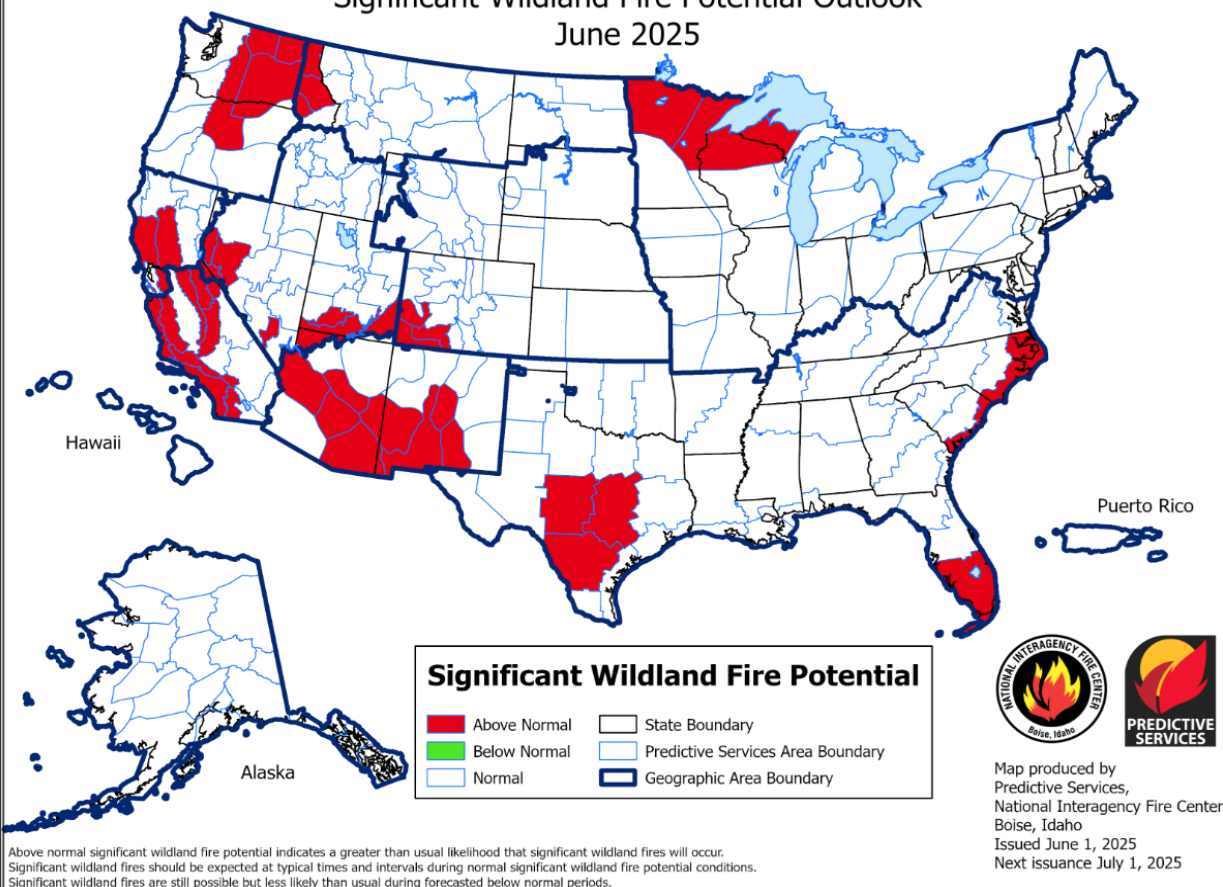 Significant Wildland Fire Potential Outlook
June 2025
Hawaii
Puerto Rico
Alaska
Significant Wildland Fire Potential
Above Normal
State Boundary
Below Normal
Predictive Services Area Boundary
Normal
Geographic Area Boundary
NATIONAL INTERAGENCY FIRE CENTER
Boise, Idaho
PREDICTIVE
SERVICES
Map produced by
Predictive Services,
National Interagency Fire Center
Boise, Idaho
Issued June 1, 2025
Next issuance July 1, 2025
Above normal significant wildland fire potential indicates a greater than usual likelihood that significant wildland fires will occur.
Significant wildland fires should be expected at typical times and intervals during normal significant wildland fire potential conditions.
Significant wildland fires are still possible but less likely than usual during forecasted below normal periods.